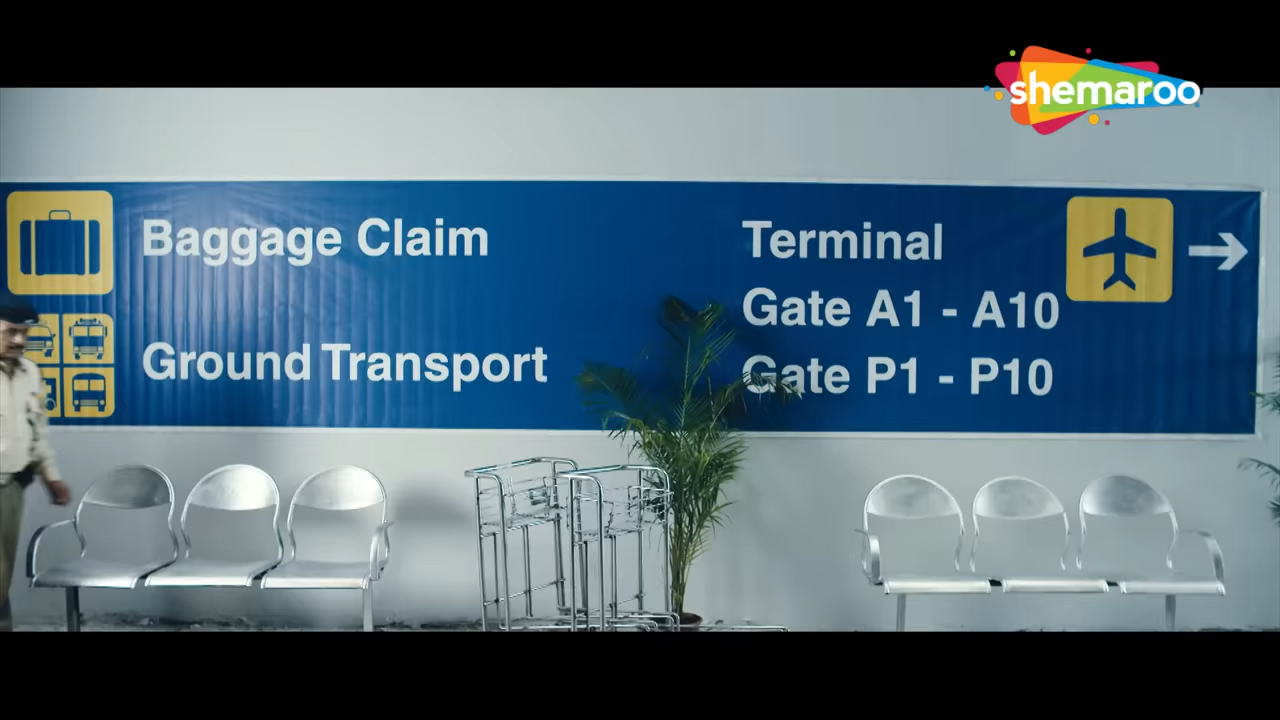 shemaroo
Baggage Claim
Ground Transport
Terminal
Gate A1 - A10
Gate P1 - P10